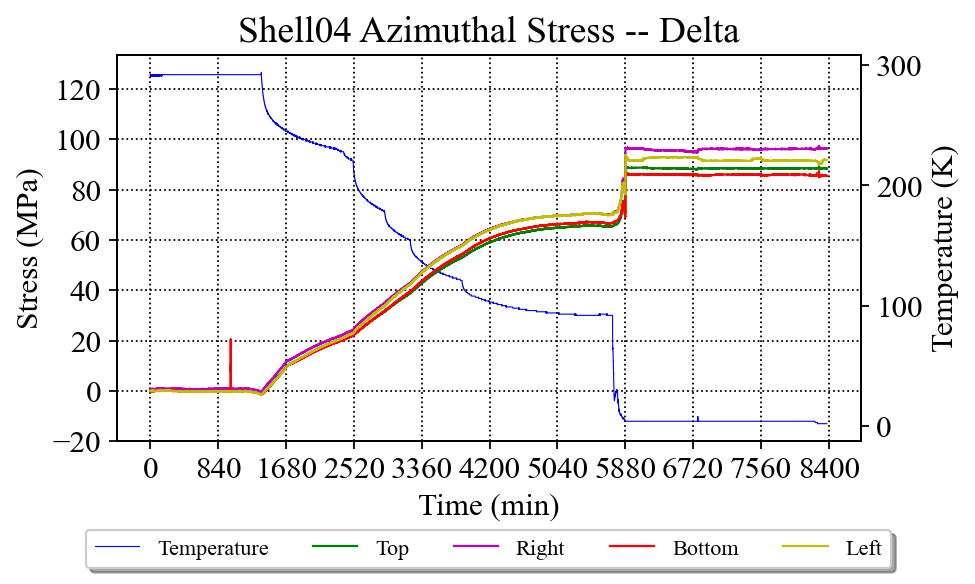 Shell04 Azimuthal Stress -- Delta
120
100
80
60
40
20
0
−20
Stress (MPa)
300
200
100
0
Temperature (K)
0 840 1680 2520 3360 4200 5040 5880 6720 7560 8400
Time (min)
Temperature Top Right Bottom Left